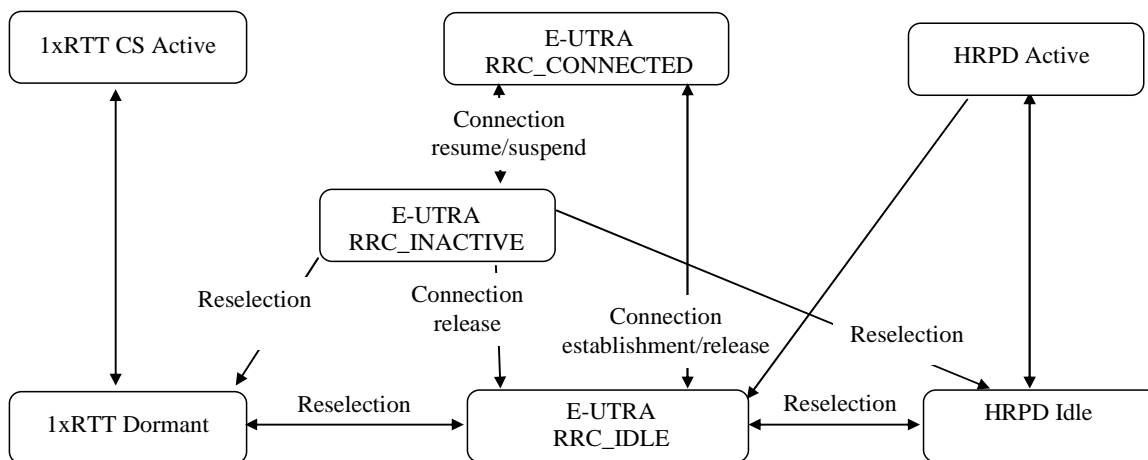 1xRTT CS Active
E-UTRA
RRC_CONNECTED
HRPD Active
Connection
resume/suspend
E-UTRA
RRC_INACTIVE
Reselection
Connection
release
Connection
establishment/release
Reselection
1xRTT Dormant
Reselection
E-UTRA
RRC_IDLE
Reselection
HRPD Idle